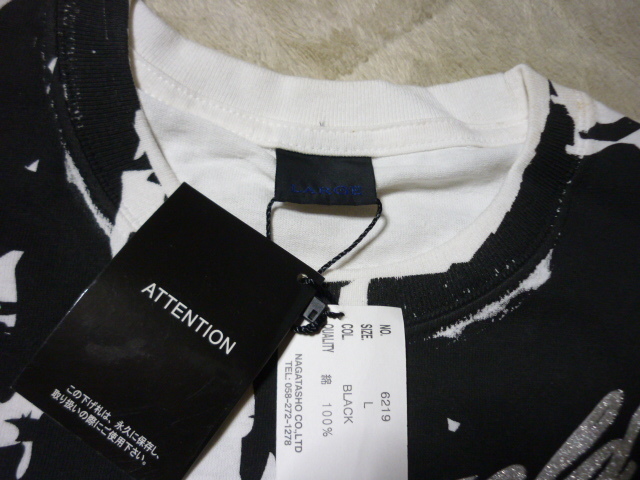 ATTENTION
この下げ札は、永久に保存し、
取り扱いの際にご使用下さい。
NO. 6219
SIZE. L
COL BLACK
QUALITY 綿 100%
NAGATASHO CO.,LTD
TEL: 058-272-1278